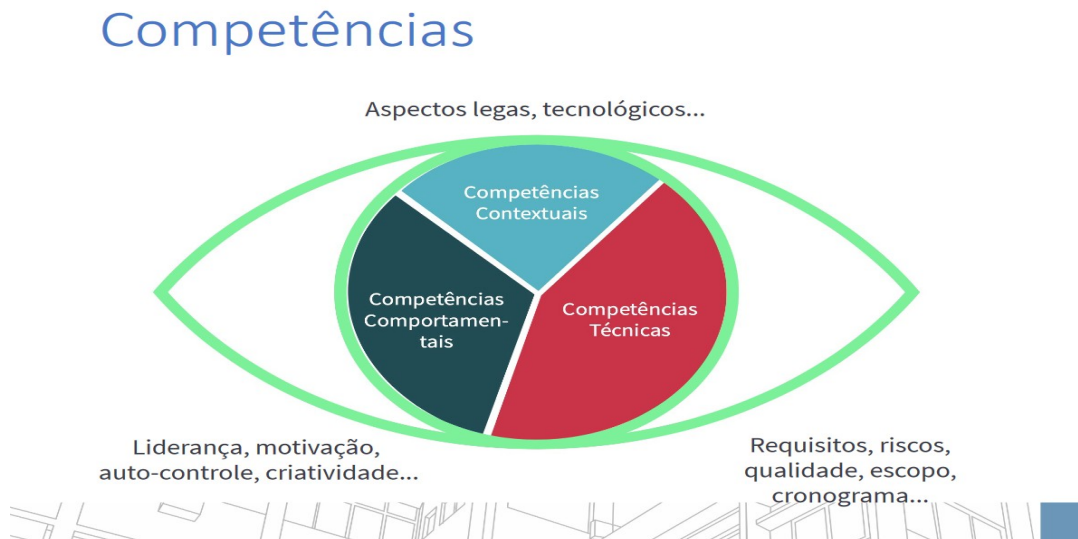 Competências
Aspectos legas, tecnológicos...
Competências
Contextuais
Competências
Comportamen-
tais
Competências
Técnicas
Liderança, motivação,
auto-controle, criatividade...
Requisitos, riscos,
qualidade, escopo,
cronograma...